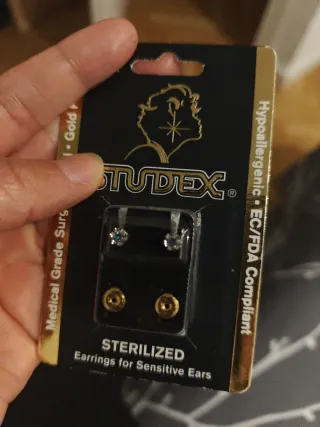 STUDEX®
STERILIZED
Earrings for Sensitive Ears
Medical Grade Surg
Gold
Hypoallergenic • EC/FDA Compliant